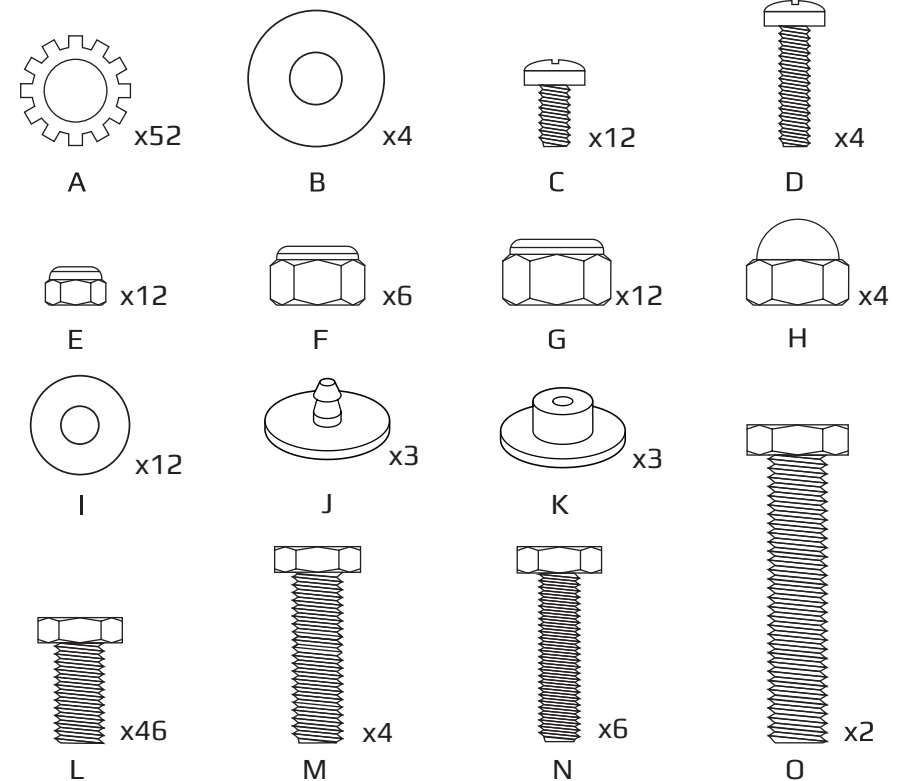 x52 x4 x12 x4
A B C D
x12 x6 x12 x4
E F G H
x12 x3 x3
I J K
x46 x4 x6 x2
L M N O